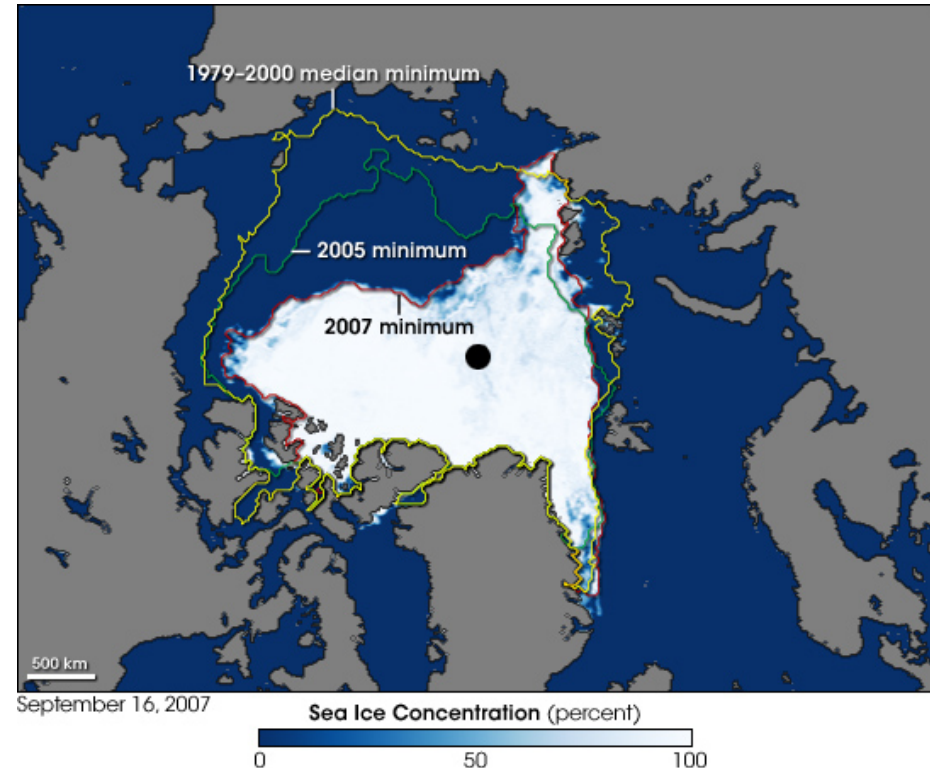 1979-2000 median minimum
2005 minimum
2007 minimum
500 km
September 16, 2007
Sea Ice Concentration (percent)
0 50 100